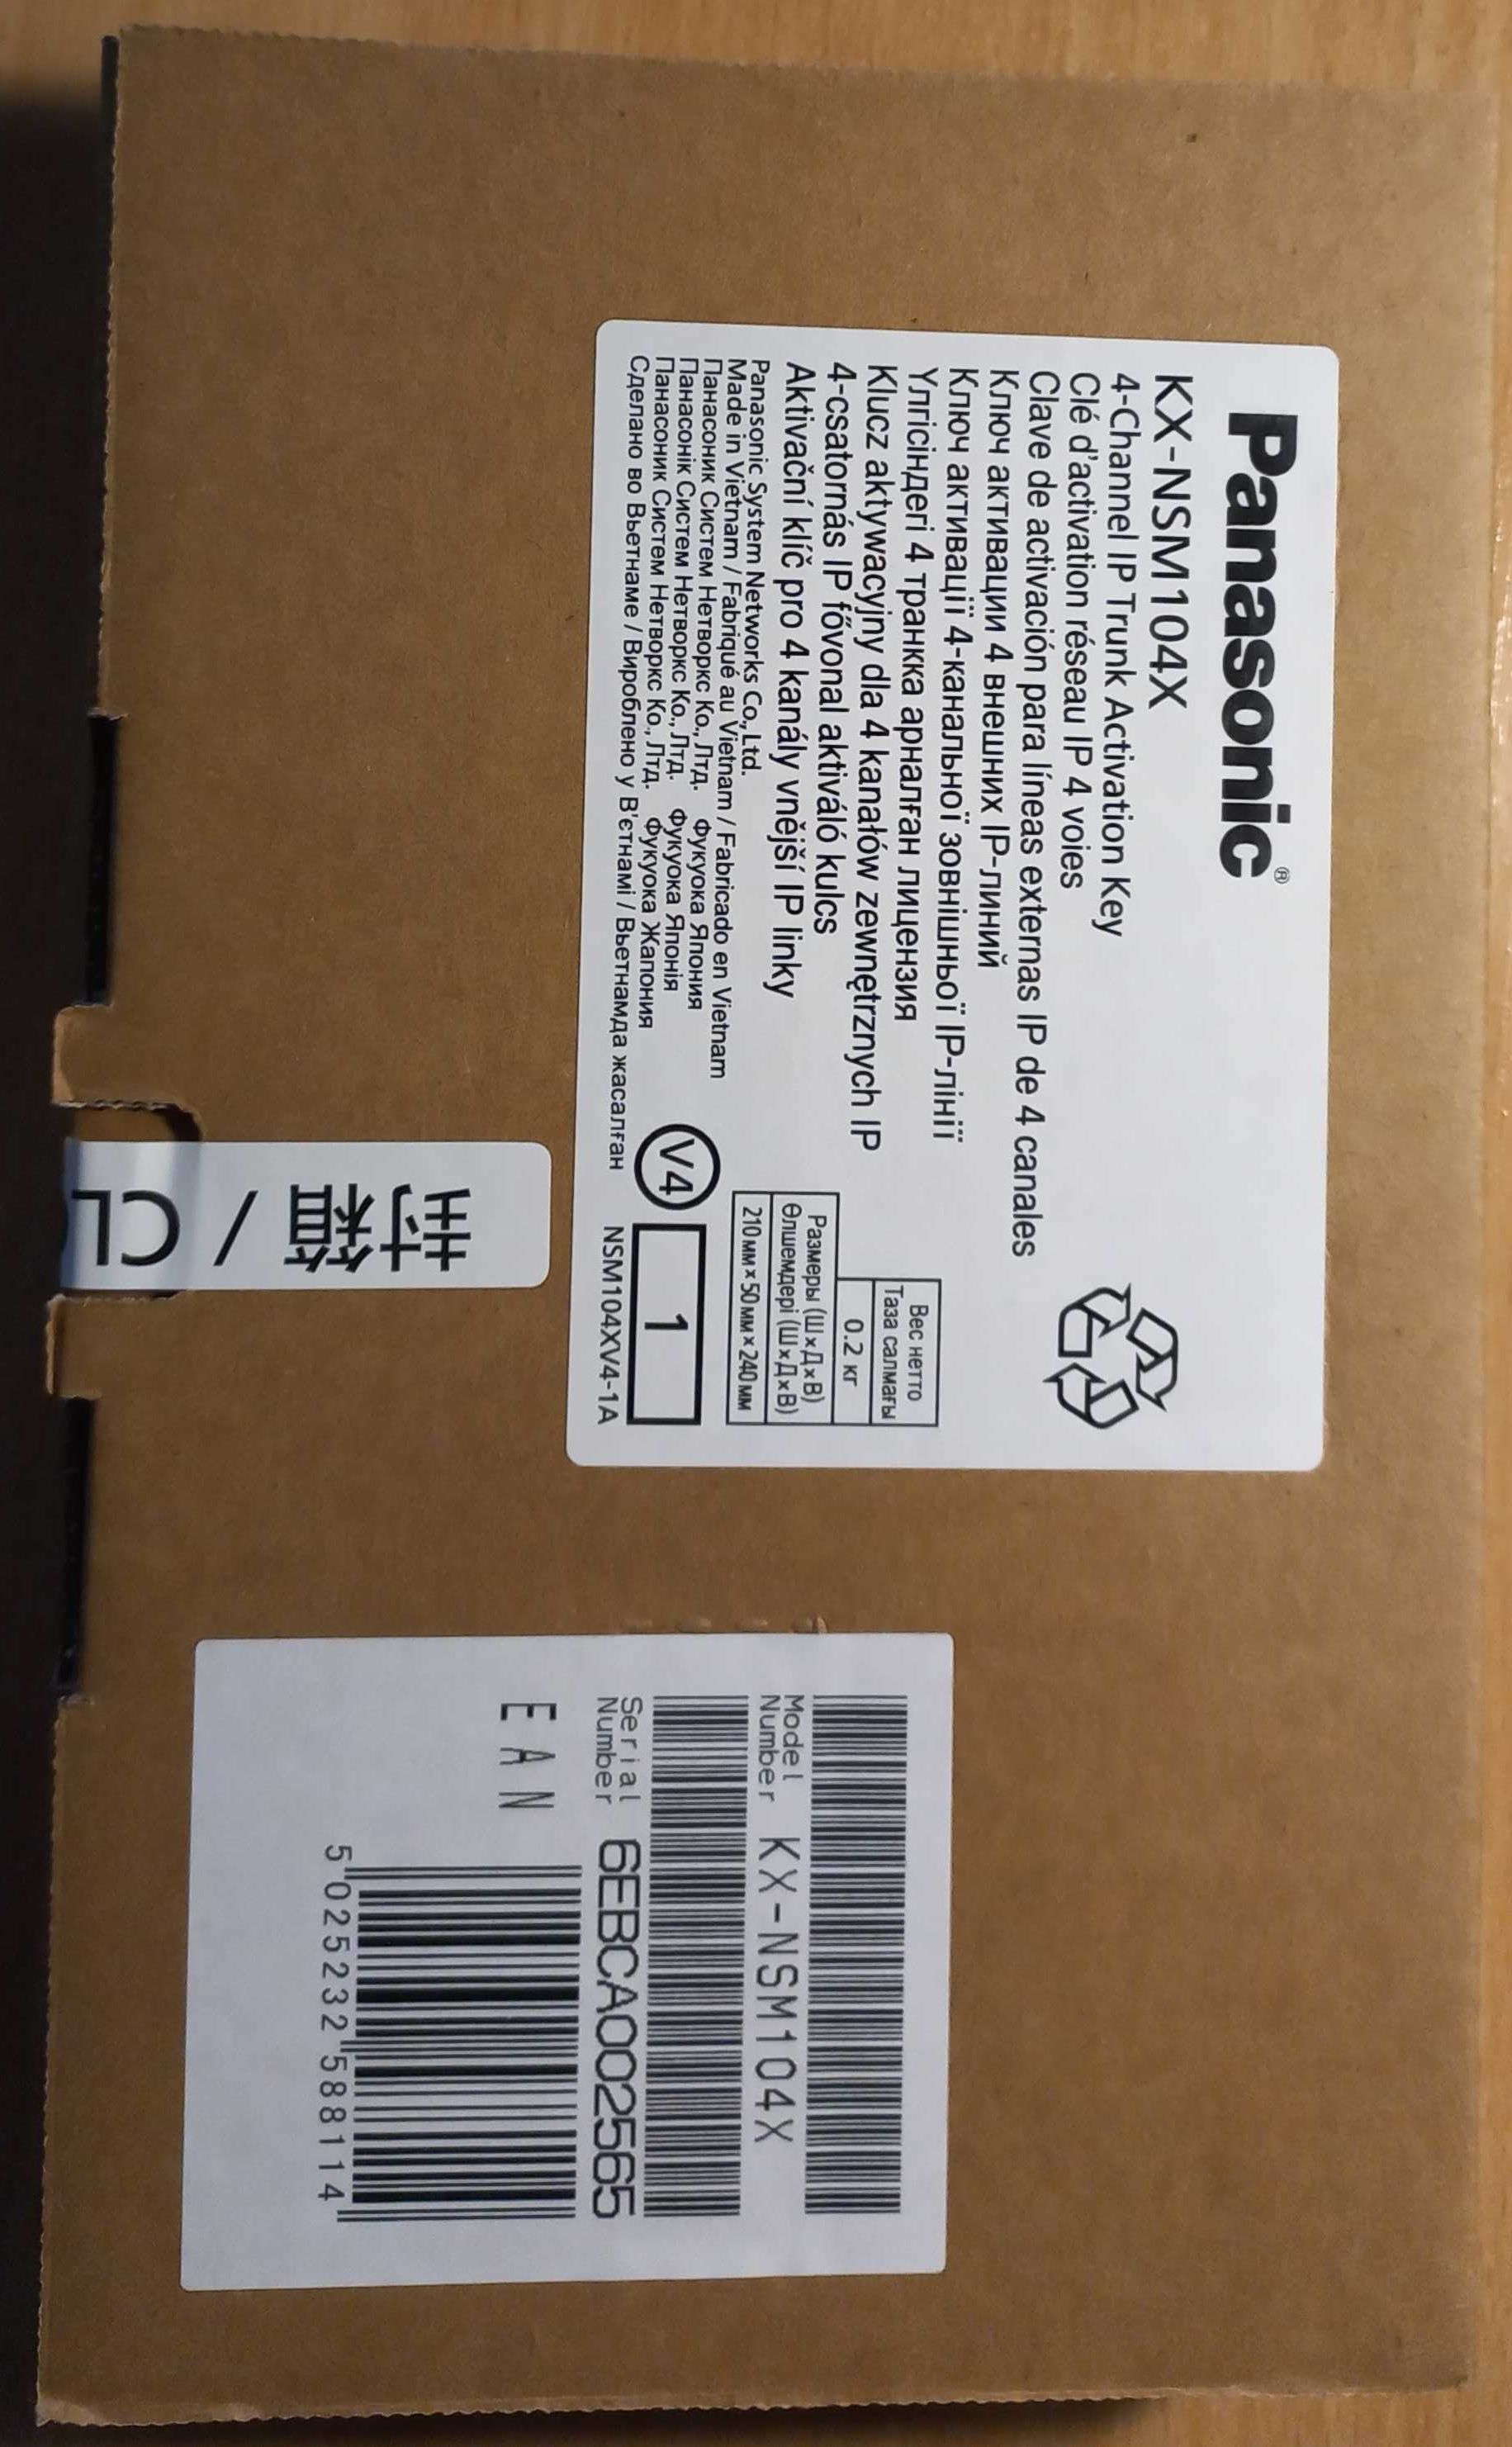 Panasonic®
KX-NSM104X
4-Channel IP Trunk Activation Key
Clé d'activation réseau IP 4 voies
Clave de activación para líneas externas IP de 4 canales
Ключ активации 4 внешних IP-линий
Ключ активації 4-канальної зовнішньої IP-лінії
Үлгісіндегі 4 транкка арналған лицензия
Klucz aktywacyjny dla 4 kanałów zewnętrznych IP
4-csatornás IP fővonal aktiváló kulcs
Aktivační klíč pro 4 kanály vnější IP linky
Panasonic System Networks Co., Ltd.
Made in Vietnam / Fabriqué au Vietnam / Fabricado en Vietnam
Панасоник Систем Нетворкс Ко., Лтд. Фукуока Япония
Панасонік Систем Нетворкс Ко., Лтд. Фукуока Японія
Панасоник Систем Нетворкс Ко., Лтд. Фукуока Жапония
Сделано во Вьетнаме / Вироблено у В'єтнамі / Вьетнамда жасалған
Вес нетто
Таза салмағы
0.2 кг
Размеры (ШxДxВ)
Өлшемдері (ШxДxВ)
210 мм x 50 мм x 240 мм
V4
1
NSM104XV4-1A
封箱 / CL
Model
Number KX-NSM104X
Serial
Number 6EBCA002565
EAN
5 025232 588114